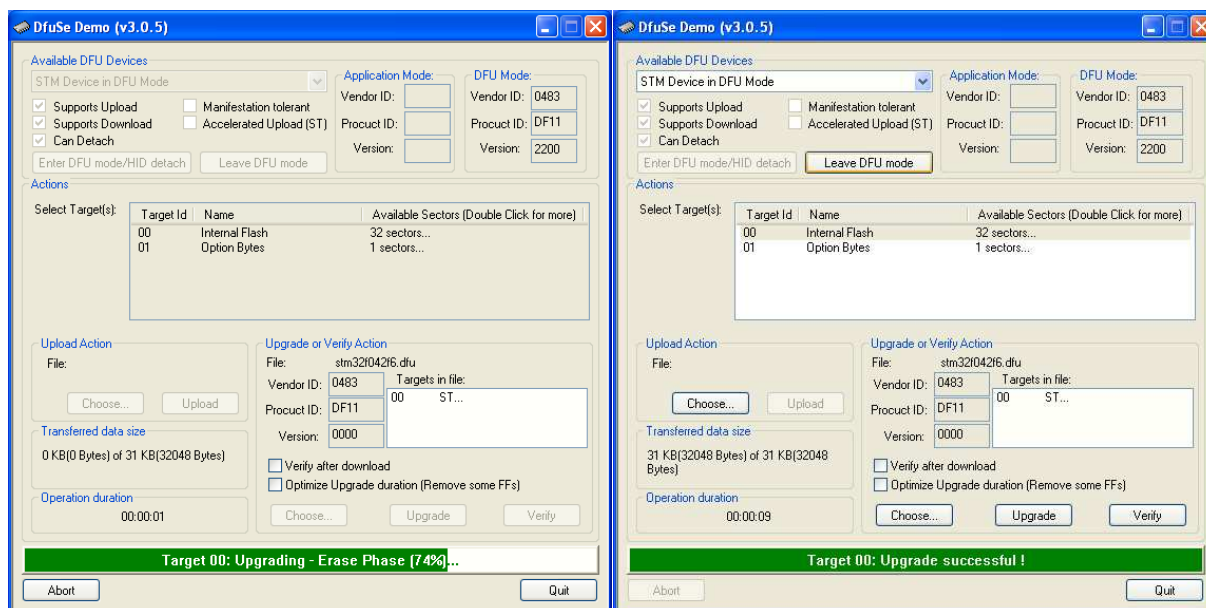 DfuSe Demo (v3.0.5)
Available DFU Devices
STM Device in DFU Mode
Supports Upload
Manifestation tolerant
Supports Download
Accelerated Upload (ST)
Can Detach
Enter DFU mode/HID detach
Leave DFU mode
Application Mode:
Vendor ID:
Procuct ID:
Version:
DFU Mode:
Vendor ID: 0483
Procuct ID: DF11
Version: 2200
Actions
Select Target(s):
Target Id Name Available Sectors (Double Click for more)
00 Internal Flash 32 sectors...
01 Option Bytes 1 sectors...
Upload Action
File:
Choose... Upload
Transferred data size
0 KB(0 Bytes) of 31 KB(32048 Bytes)
Operation duration
00:00:01
Upgrade or Verify Action
File: stm32f042f6.dfu
Vendor ID: 0483
Procuct ID: DF11
Version: 0000
Targets in file:
00 ST...
Verify after download
Optimize Upgrade duration (Remove some FFs)
Choose... Upgrade Verify
Target 00: Upgrading - Erase Phase (74%)...
Abort Quit
DfuSe Demo (v3.0.5)
Available DFU Devices
STM Device in DFU Mode
Supports Upload
Manifestation tolerant
Supports Download
Accelerated Upload (ST)
Can Detach
Enter DFU mode/HID detach
Leave DFU mode
Application Mode:
Vendor ID:
Procuct ID:
Version:
DFU Mode:
Vendor ID: 0483
Procuct ID: DF11
Version: 2200
Actions
Select Target(s):
Target Id Name Available Sectors (Double Click for more)
00 Internal Flash 32 sectors...
01 Option Bytes 1 sectors...
Upload Action
File:
Choose... Upload
Transferred data size
31 KB(32048 Bytes) of 31 KB(32048
Bytes)
Operation duration
00:00:09
Upgrade or Verify Action
File: stm32f042f6.dfu
Vendor ID: 0483
Procuct ID: DF11
Version: 0000
Targets in file:
00 ST...
Verify after download
Optimize Upgrade duration (Remove some FFs)
Choose... Upgrade Verify
Target 00: Upgrade successful !
Abort Quit